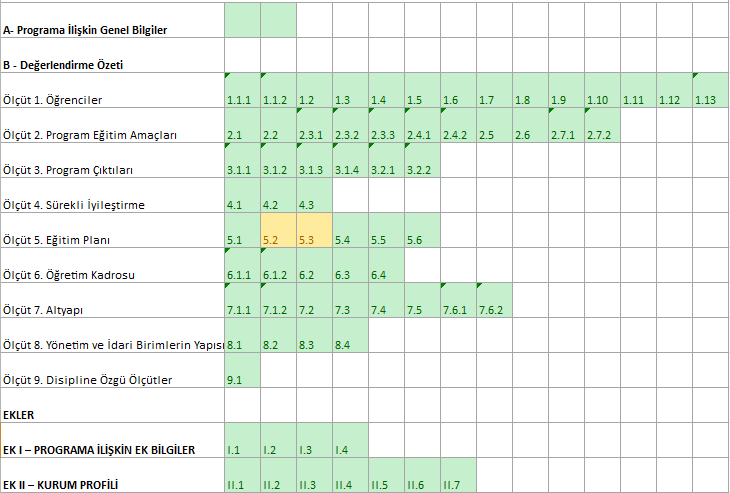 A- Programa İlişkin Genel Bilgiler
B - Değerlendirme Özeti
Ölçüt 1. Öğrenciler 1.1.1 1.1.2 1.2 1.3 1.4 1.5 1.6 1.7 1.8 1.9 1.10 1.11 1.12 1.13
Ölçüt 2. Program Eğitim Amaçları 2.1 2.2 2.3.1 2.3.2 2.3.3 2.4.1 2.4.2 2.5 2.6 2.7.1 2.7.2
Ölçüt 3. Program Çıktıları 3.1.1 3.1.2 3.1.3 3.1.4 3.2.1 3.2.2
Ölçüt 4. Sürekli İyileştirme 4.1 4.2 4.3
Ölçüt 5. Eğitim Planı 5.1 5.2 5.3 5.4 5.5 5.6
Ölçüt 6. Öğretim Kadrosu 6.1.1 6.1.2 6.2 6.3 6.4
Ölçüt 7. Altyapı 7.1.1 7.1.2 7.2 7.3 7.4 7.5 7.6.1 7.6.2
Ölçüt 8. Yönetim ve İdari Birimlerin Yapısı 8.1 8.2 8.3 8.4
Ölçüt 9. Disipline Özgü Ölçütler 9.1
EKLER
EK I – PROGRAMA İLİŞKİN EK BİLGİLER I.1 I.2 I.3 I.4
EK II – KURUM PROFİLİ II.1 II.2 II.3 II.4 II.5 II.6 II.7